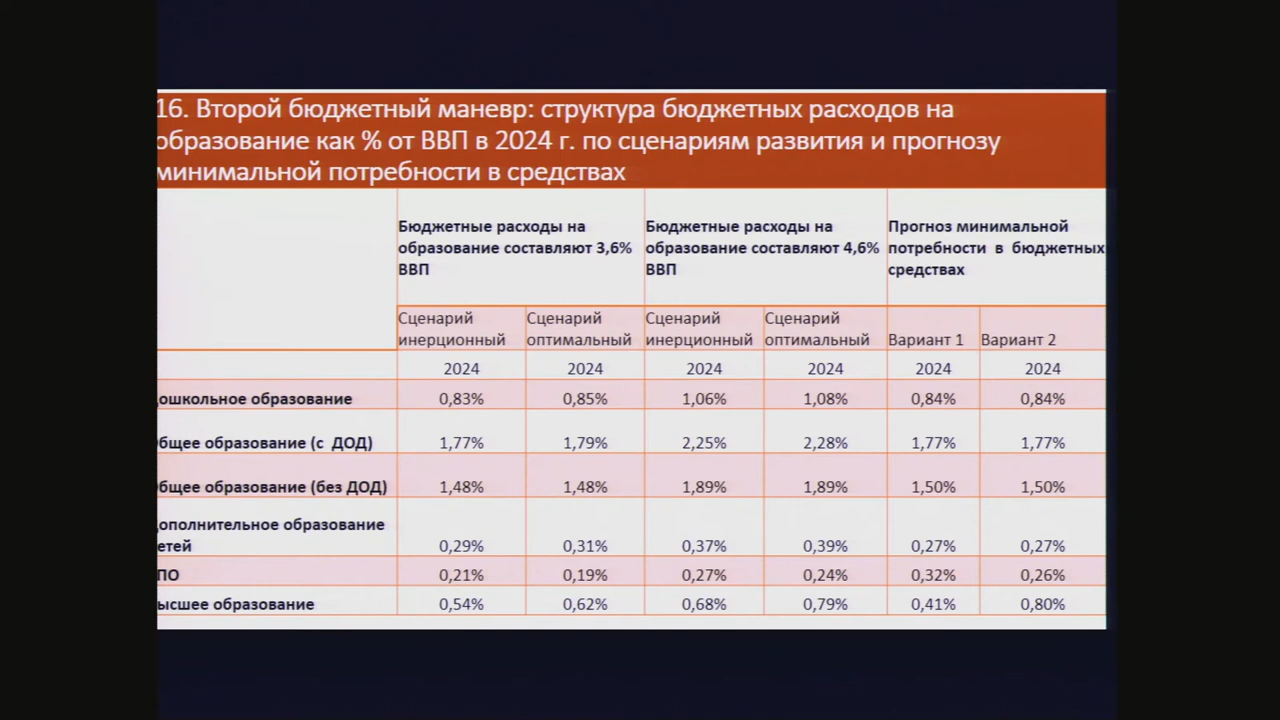 16. Второй бюджетный маневр: структура бюджетных расходов на
образование как % от ВВП в 2024 г. по сценариям развития и прогнозу
минимальной потребности в средствах
Бюджетные расходы на образование составляют 3,6% ВВП
Бюджетные расходы на образование составляют 4,6% ВВП
Прогноз минимальной потребности в бюджетных средствах
Сценарий инерционный
Сценарий оптимальный
Сценарий инерционный
Сценарий оптимальный
Вариант 1
Вариант 2
2024 2024 2024 2024 2024 2024
ошкольное образование 0,83% 0,85% 1,06% 1,08% 0,84% 0,84%
бщее образование (с ДОД) 1,77% 1,79% 2,25% 2,28% 1,77% 1,77%
бщее образование (без ДОД) 1,48% 1,48% 1,89% 1,89% 1,50% 1,50%
ополнительное образование
етей 0,29% 0,31% 0,37% 0,39% 0,27% 0,27%
ПО 0,21% 0,19% 0,27% 0,24% 0,32% 0,26%
ысшее образование 0,54% 0,62% 0,68% 0,79% 0,41% 0,80%